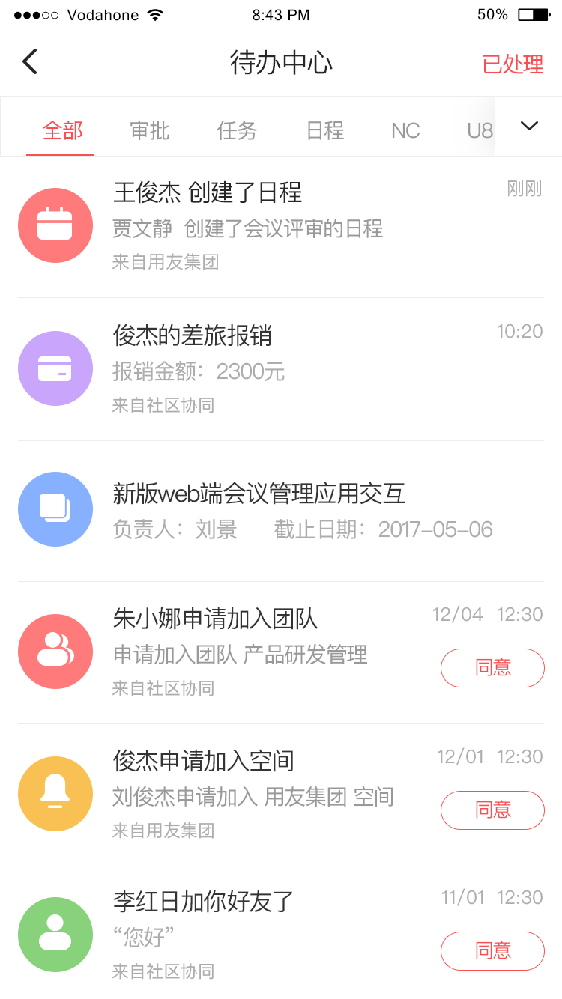 Vodahone 8:43 PM 50%
待办中心 已处理
全部 审批 任务 日程 NC U8
王俊杰 创建了日程 刚刚
贾文静 创建了会议评审的日程
来自用友集团
俊杰的差旅报销 10:20
报销金额：2300元
来自社区协同
新版web端会议管理应用交互
负责人：刘景 截止日期：2017-05-06
朱小娜申请加入团队 12/04 12:30
申请加入团队 产品研发管理 同意
来自社区协同
俊杰申请加入空间 12/01 12:30
刘俊杰申请加入 用友集团 空间 同意
来自用友集团
李红日加你好友了 11/01 12:30
“您好” 同意
来自社区协同